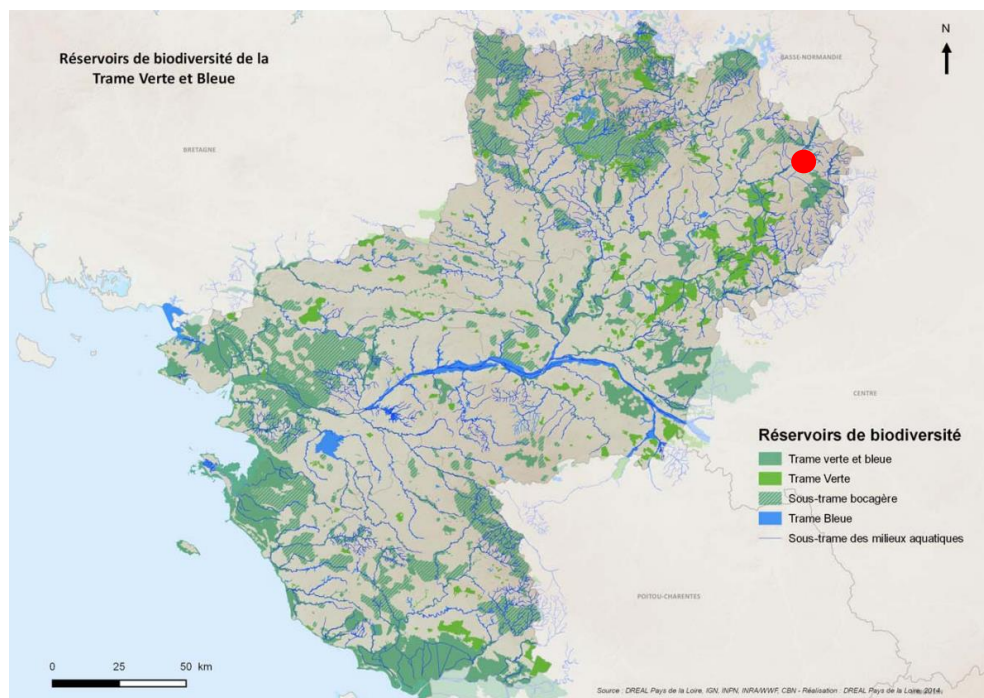 Réservoirs de biodiversité de la
Trame Verte et Bleue
N
BASSE-NORMANDIE
BRETAGNE
CENTRE
Réservoirs de biodiversité
Trame verte et bleue
Trame Verte
Sous-trame bocagère
Trame Bleue
Sous-trame des milieux aquatiques
POITOU-CHARENTES
0 25 50 km
Source : DREAL Pays de la Loire, IGN, INPN, INRA/WWF, CBN - Réalisation : DREAL Pays de la Loire, 2014